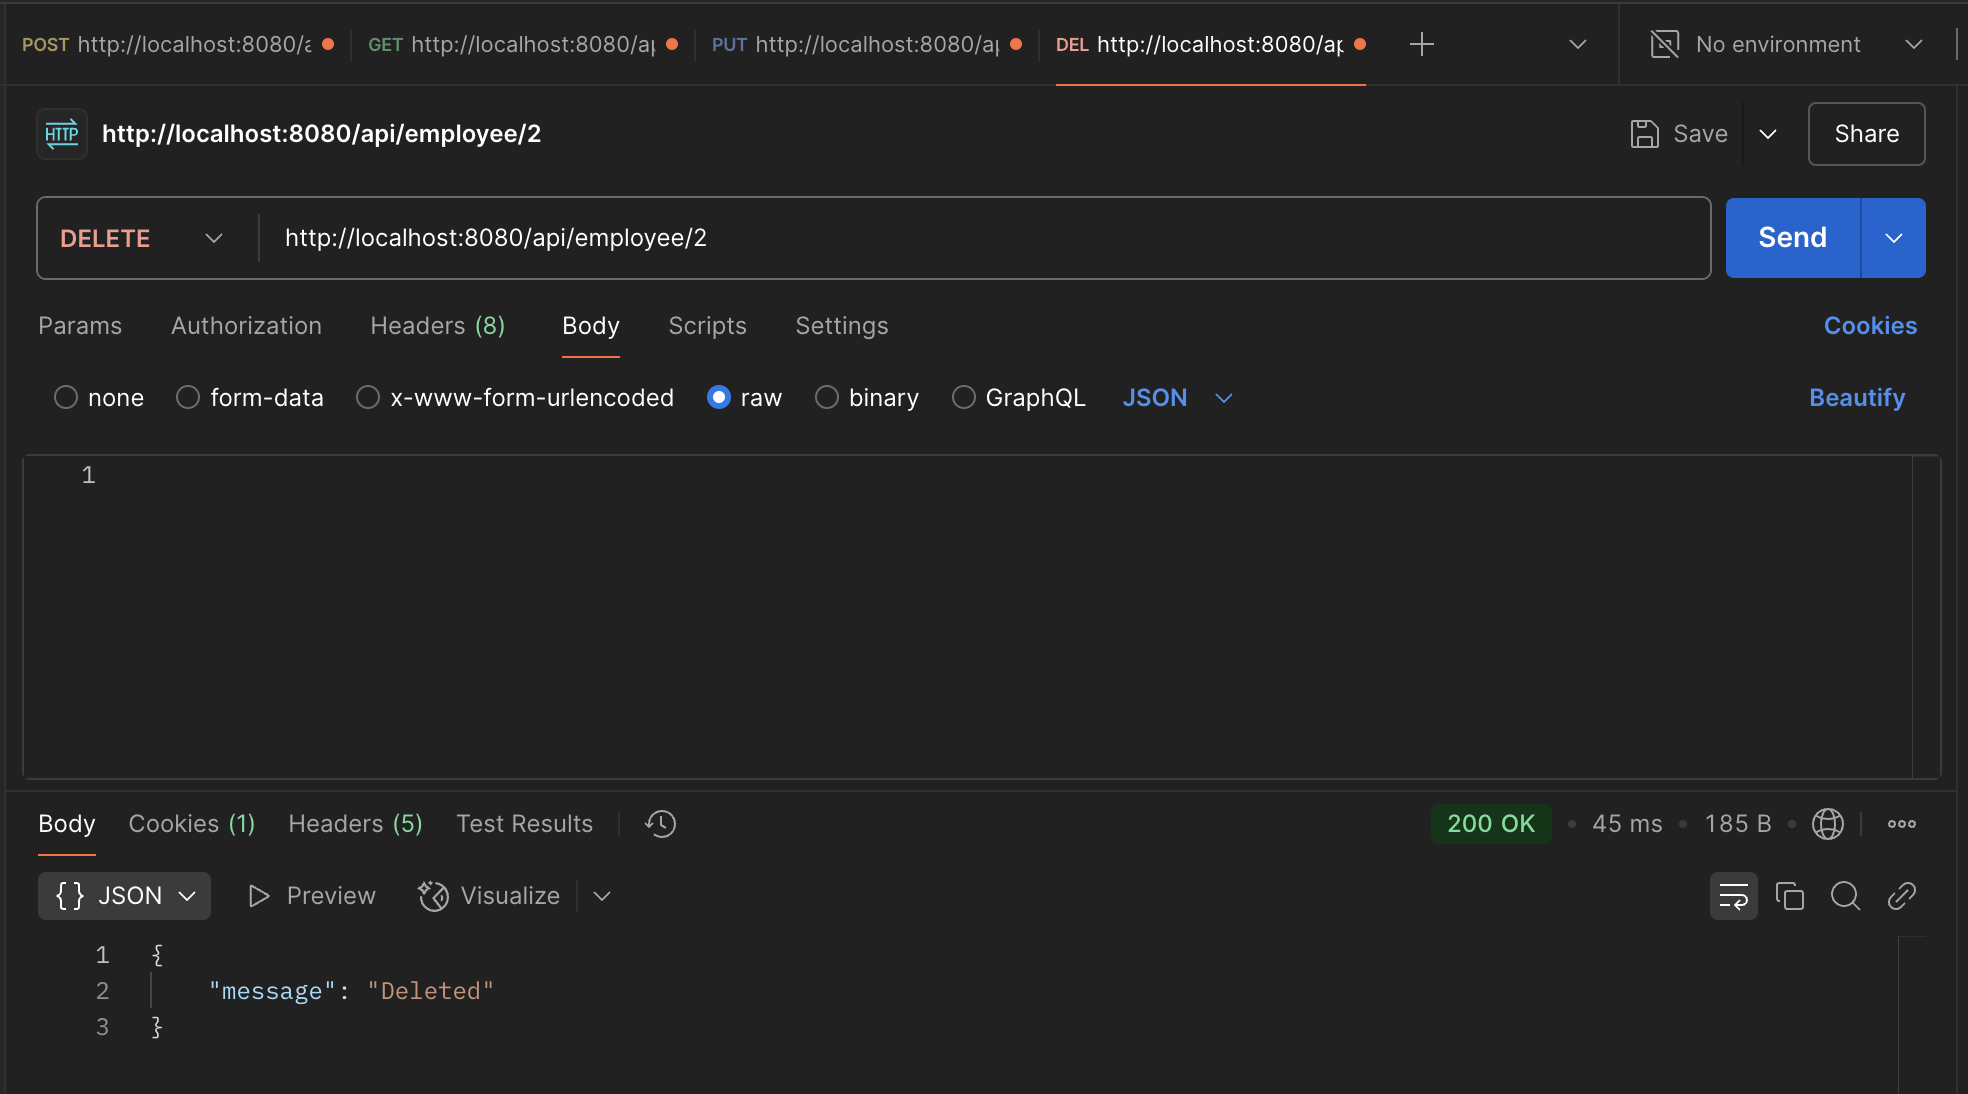 POST http://localhost:8080/a GET http://localhost:8080/ap PUT http://localhost:8080/ap DEL http://localhost:8080/ap No environment
HTTP http://localhost:8080/api/employee/2 Save Share
DELETE http://localhost:8080/api/employee/2 Send
Params Authorization Headers (8) Body Scripts Settings Cookies
none form-data x-www-form-urlencoded raw binary GraphQL JSON Beautify
1
Body Cookies (1) Headers (5) Test Results 200 OK • 45 ms • 185 B •
{} JSON Preview Visualize
1 {
2 "message": "Deleted"
3 }